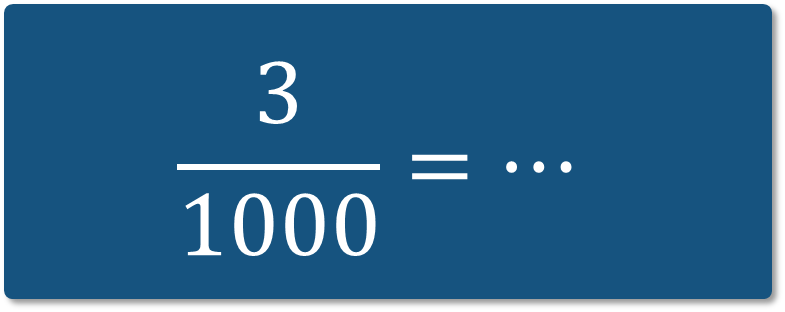 3
1000 = ⋯